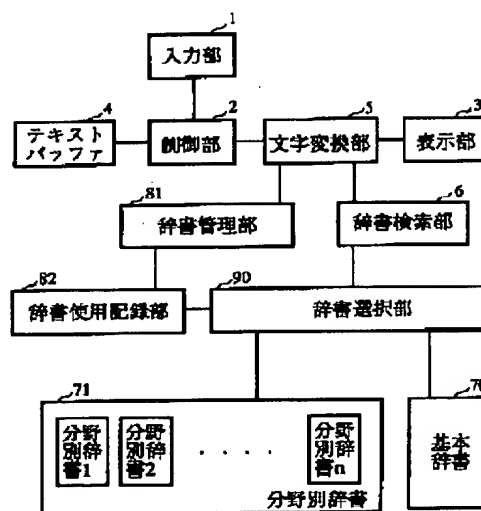 1
入力部
4
テキスト
バッファ
2
制御部
5
文字変換部
3
表示部
81
辞書管理部
6
辞書検索部
82
辞書使用記録部
90
辞書選択部
71
分野
別辞
書1
分野
別辞
書2
. . . . .
分野
別辞
書n
分野別辞書
基本
辞書